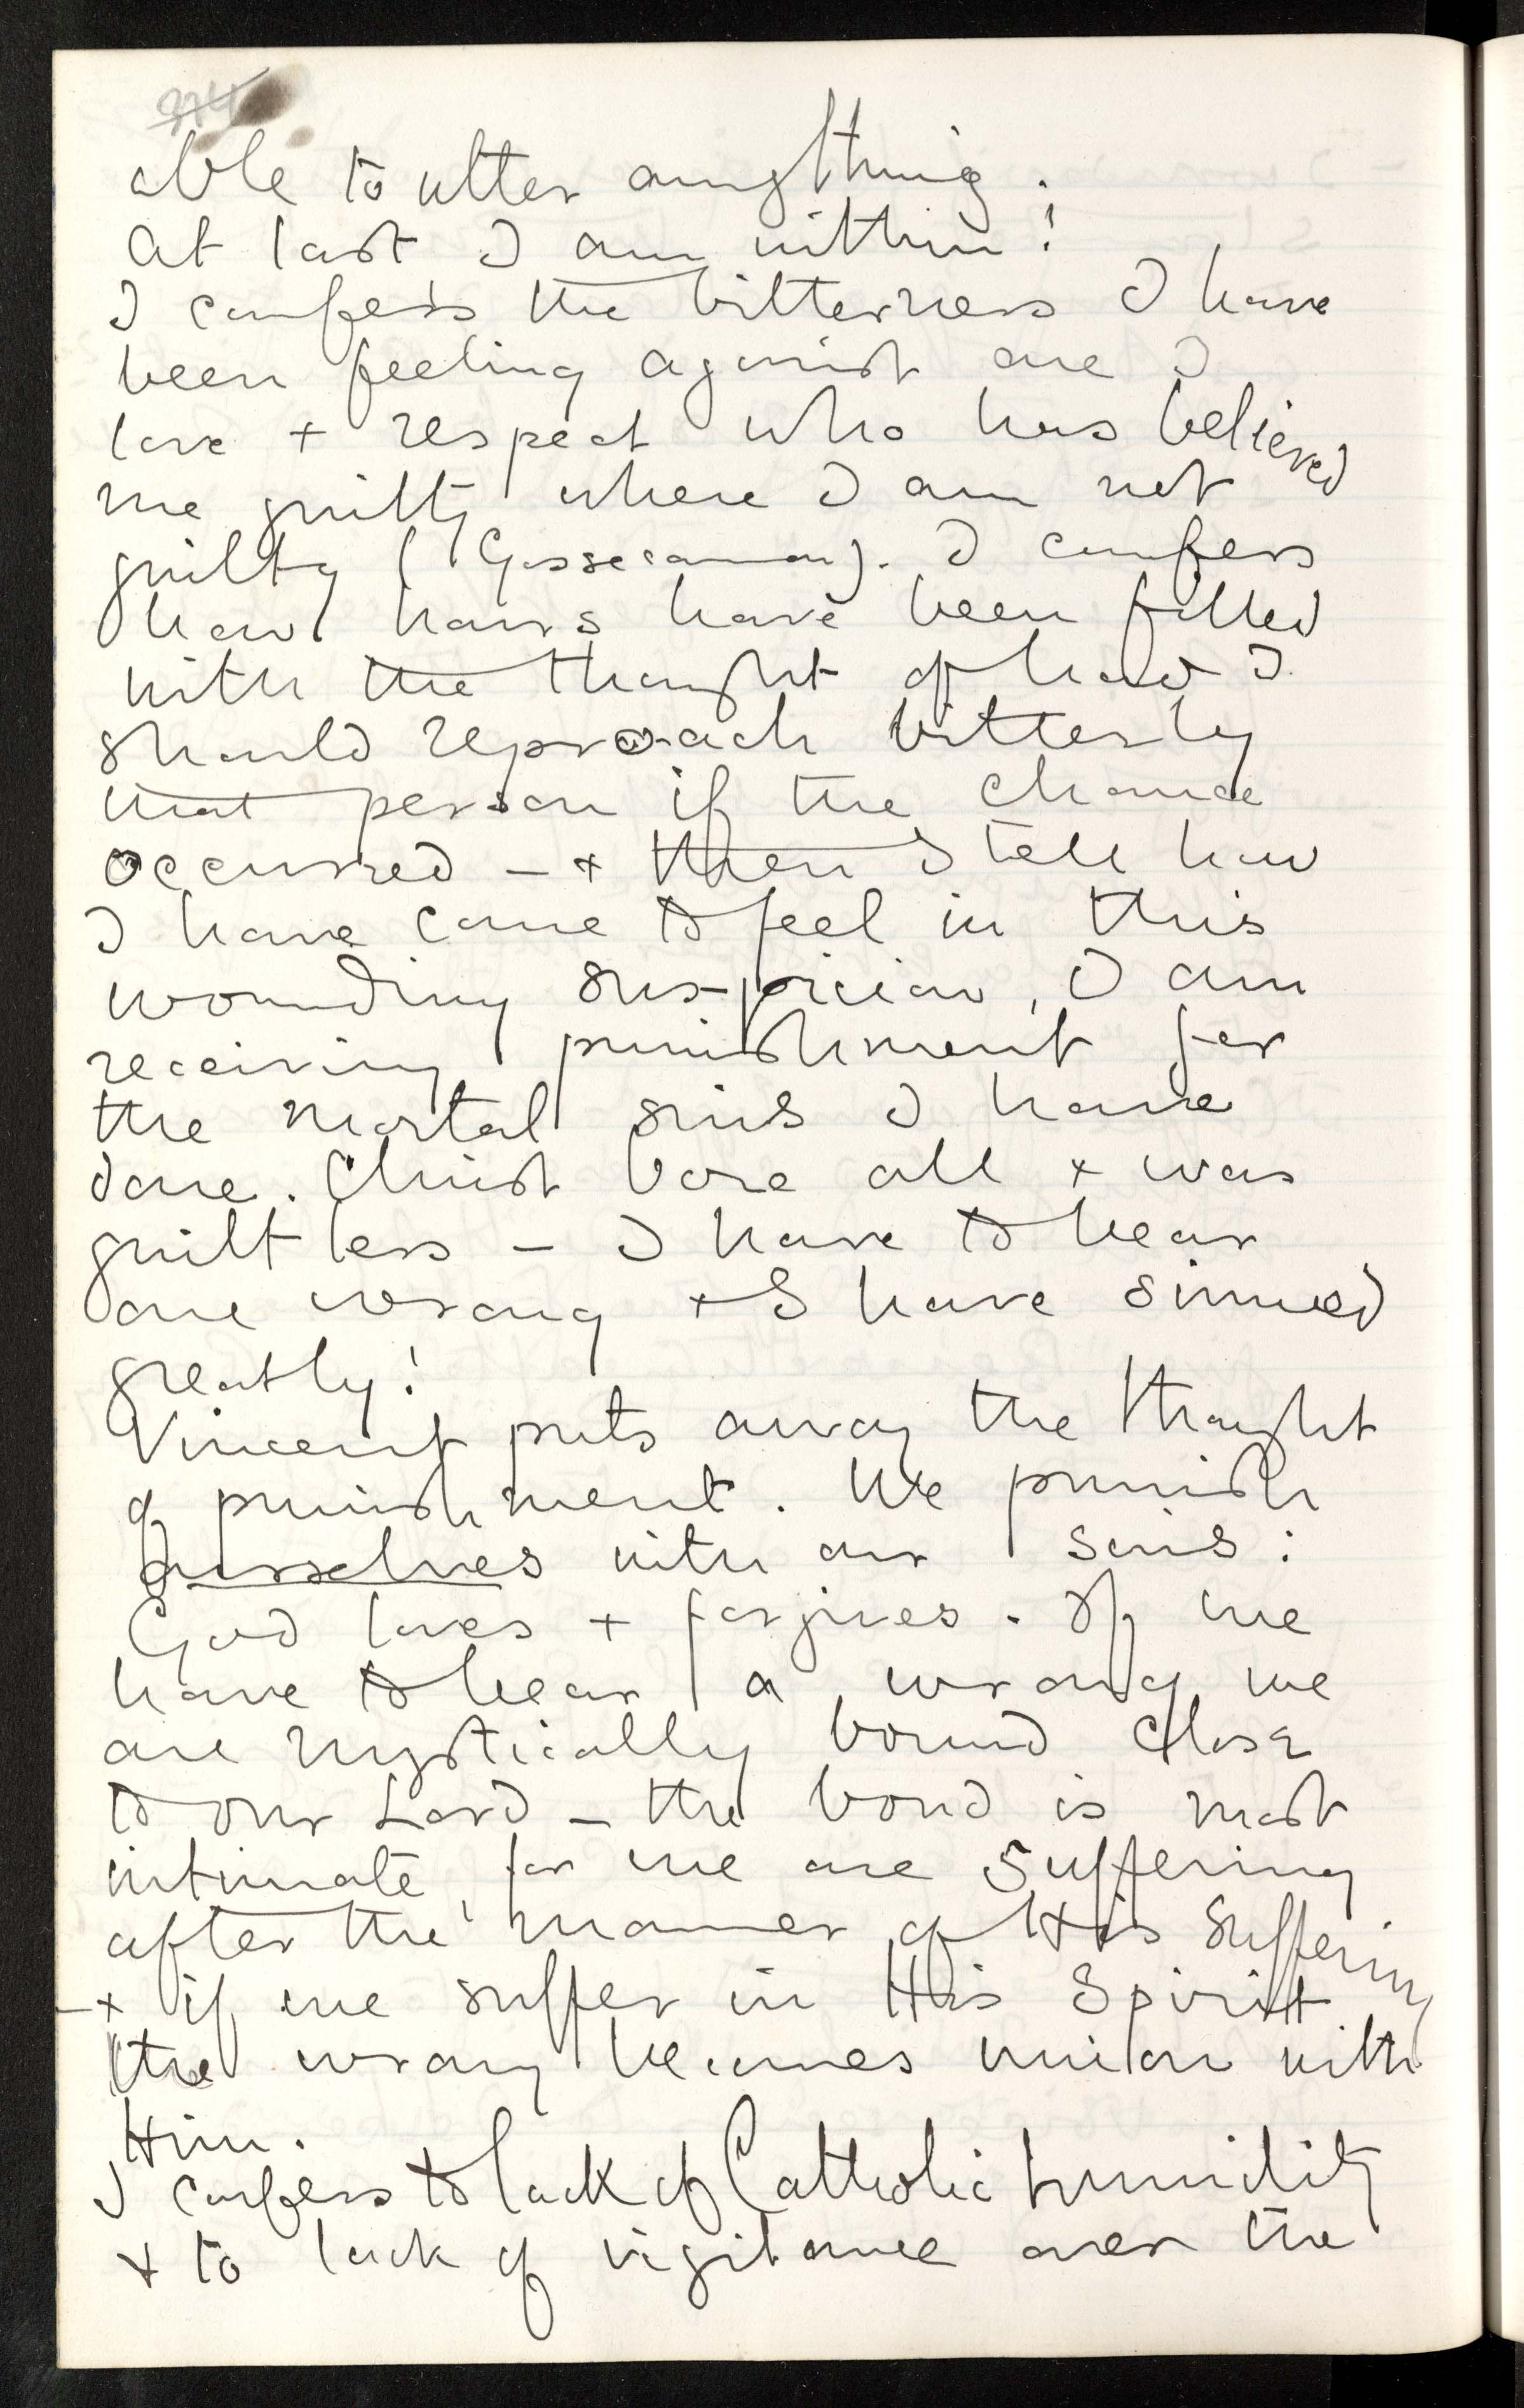 able to utter anything.
At last I am within!
I confess the bitterness I have
been feeling against one I
love + respect who has believed
me guilty where I am not
guilty (Gosscannon). I confess
how hours have been filled
with the thought of how I
should reproach bitterly
that person if the chance
occurred – + then I tell how
I have come to feel in this
wounding suspicion, I am
receiving punishment for
the mortal sins I have
done. Christ bore all + was
guiltless – I have to bear
one wrong + I have sinned
greatly!
Vincent puts away the thought
of punishment. We punish
ourselves with our sins:
God loves + forgives. If we
have to bear a wrong we
are mystically bound close
to our Lord – the bond is most
intimate, for we are suffering
after the manner of His suffering
– + if we suffer in His Spirit
the wrong becomes union with
Him.
I confess to lack of Catholic humility
+ to lack of vigilance over the